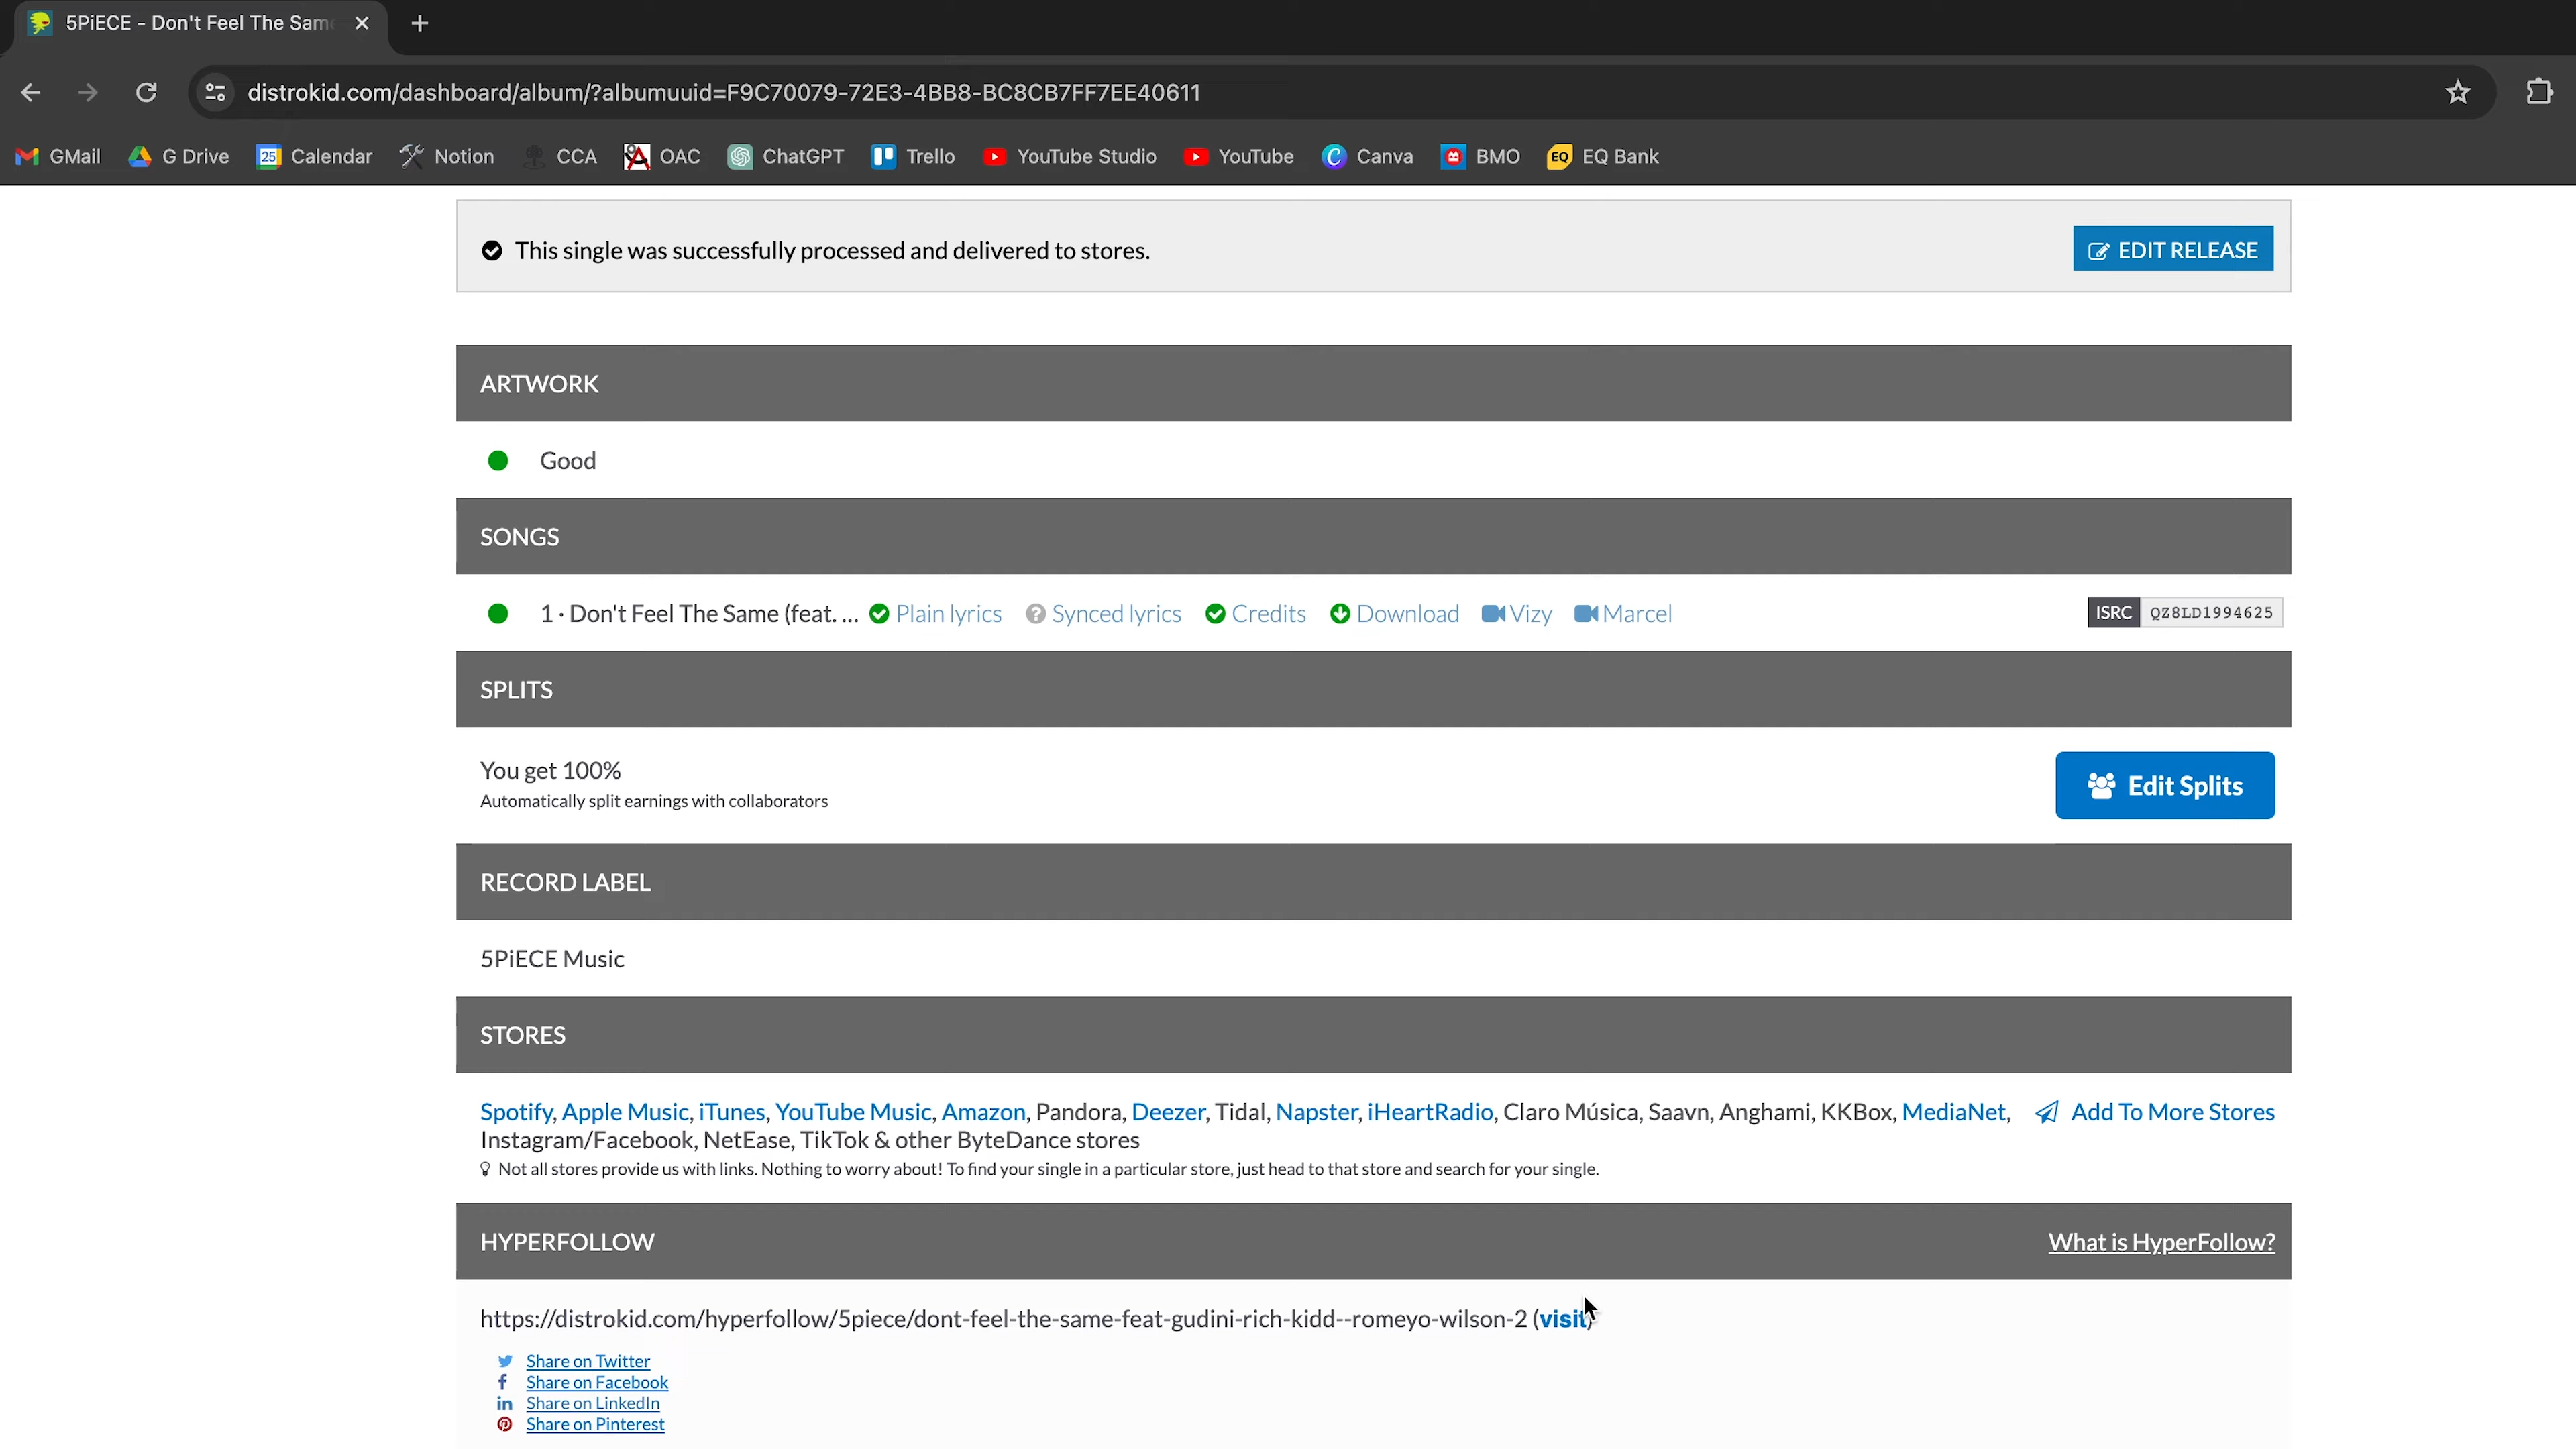 5PiECE - Don't Feel The Sam
distrokid.com/dashboard/album/?albumuuid=F9C70079-72E3-4BB8-BC8CB7FF7EE40611
GMail G Drive 25 Calendar Notion CCA OAC ChatGPT Trello YouTube Studio YouTube Canva BMO EQ EQ Bank
This single was successfully processed and delivered to stores. EDIT RELEASE
ARTWORK
Good
SONGS
1 · Don't Feel The Same (feat. ... Plain lyrics Synced lyrics Credits Download Vizy Marcel ISRC QZ8LD1994625
SPLITS
You get 100%
Automatically split earnings with collaborators
Edit Splits
RECORD LABEL
5PiECE Music
STORES
Spotify, Apple Music, iTunes, YouTube Music, Amazon, Pandora, Deezer, Tidal, Napster, iHeartRadio, Claro Música, Saavn, Anghami, KKBox, MediaNet, Add To More Stores
Instagram/Facebook, NetEase, TikTok & other ByteDance stores
Not all stores provide us with links. Nothing to worry about! To find your single in a particular store, just head to that store and search for your single.
HYPERFOLLOW What is HyperFollow?
https://distrokid.com/hyperfollow/5piece/dont-feel-the-same-feat-gudini-rich-kidd--romeyo-wilson-2 (visit)
Share on Twitter
Share on Facebook
Share on LinkedIn
Share on Pinterest